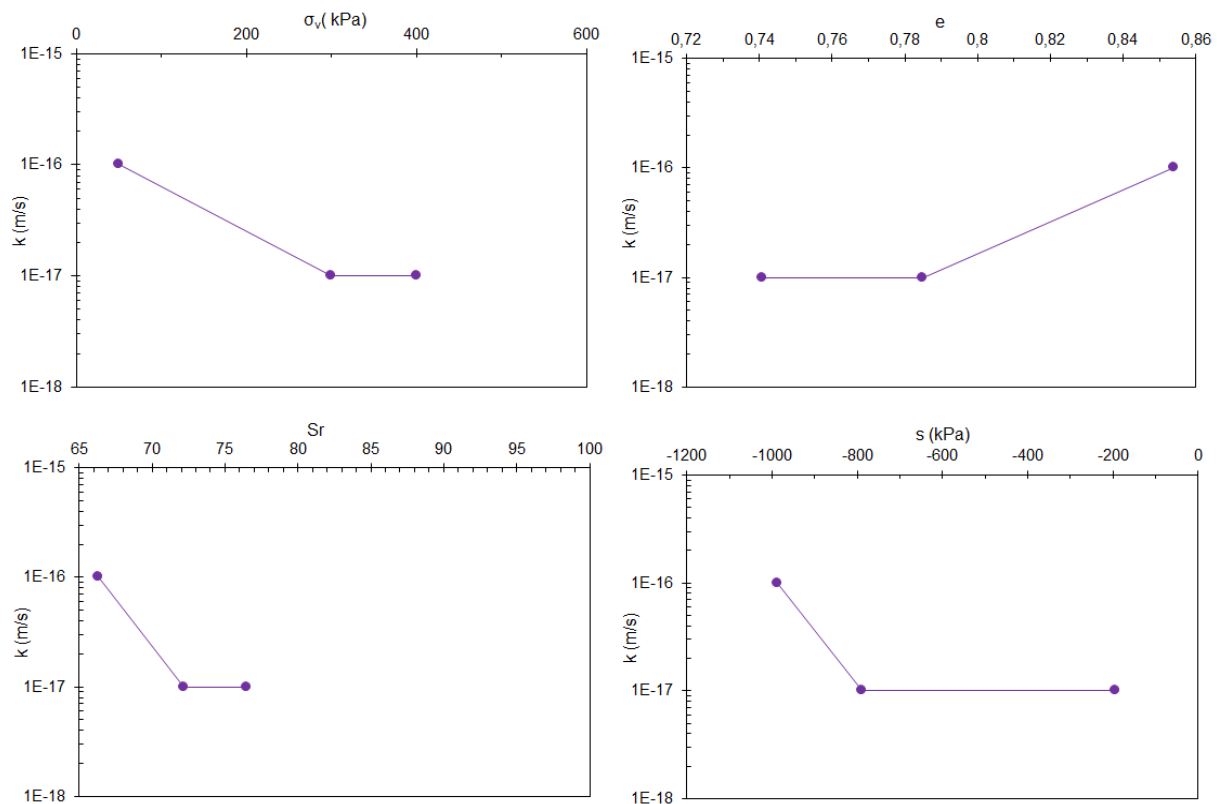 σv( kPa)
0 200 400 600
1E-15
1E-16
1E-17
1E-18
k (m/s)
e
0,72 0,74 0,76 0,78 0,8 0,82 0,84 0,86
1E-15
1E-16
1E-17
1E-18
k (m/s)
Sr
65 70 75 80 85 90 95 100
1E-15
1E-16
1E-17
1E-18
k (m/s)
s (kPa)
-1200 -1000 -800 -600 -400 -200 0
1E-15
1E-16
1E-17
1E-18
k (m/s)